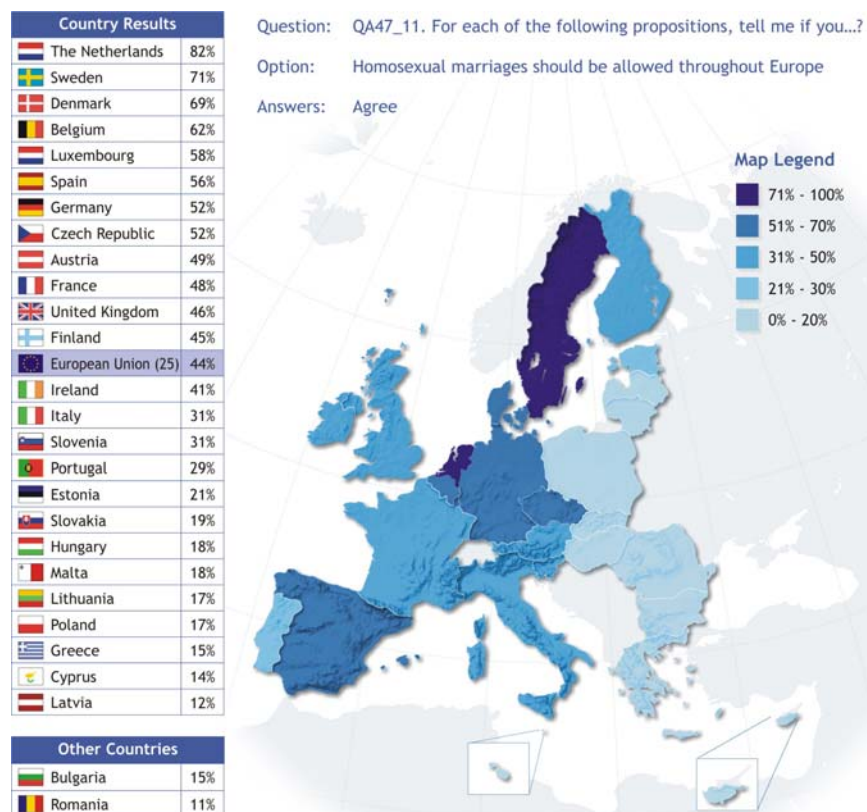 Country Results
The Netherlands 82%
Sweden 71%
Denmark 69%
Belgium 62%
Luxembourg 58%
Spain 56%
Germany 52%
Czech Republic 52%
Austria 49%
France 48%
United Kingdom 46%
Finland 45%
European Union (25) 44%
Ireland 41%
Italy 31%
Slovenia 31%
Portugal 29%
Estonia 21%
Slovakia 19%
Hungary 18%
Malta 18%
Lithuania 17%
Poland 17%
Greece 15%
Cyprus 14%
Latvia 12%
Other Countries
Bulgaria 15%
Romania 11%
Question: QA47_11. For each of the following propositions, tell me if you…?
Option: Homosexual marriages should be allowed throughout Europe
Answers: Agree
Map Legend
71% - 100%
51% - 70%
31% - 50%
21% - 30%
0% - 20%